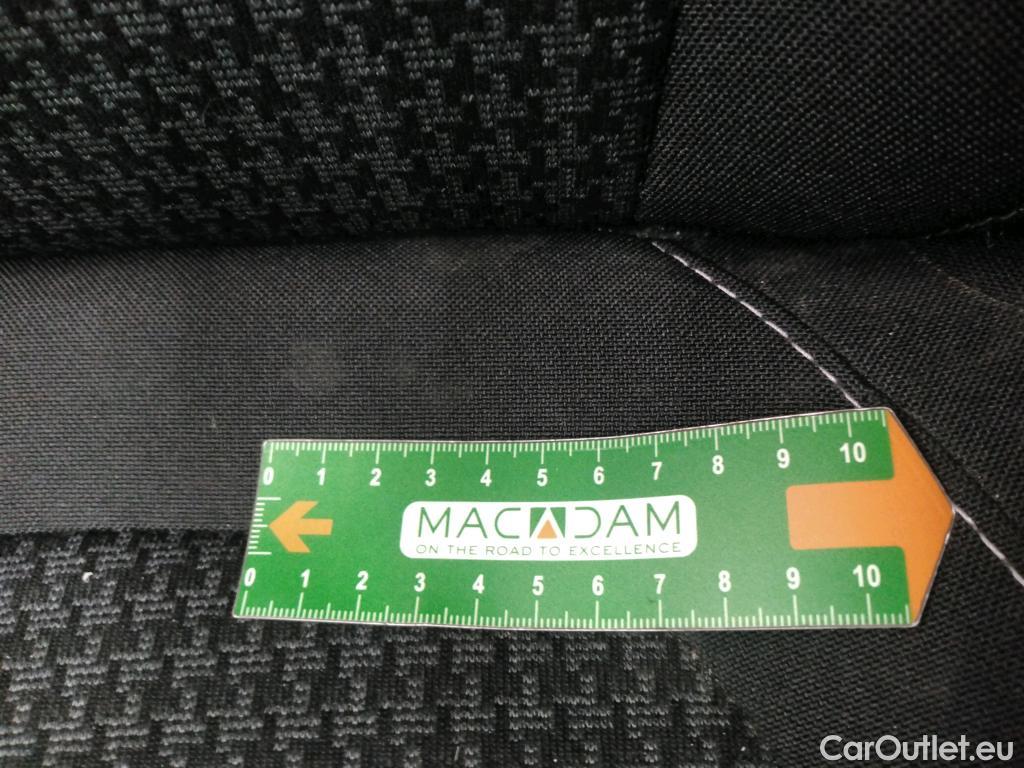 0 1 2 3 4 5 6 7 8 9 10
MACADAM
ON THE ROAD TO EXCELLENCE
0 1 2 3 4 5 6 7 8 9 10
CarOutlet.eu